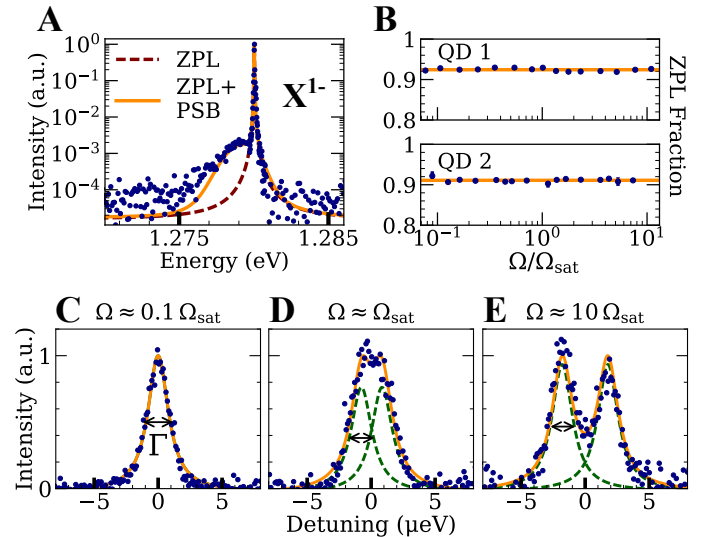 A
Intensity (a.u.)
10⁰
10⁻¹
10⁻²
10⁻³
10⁻⁴
ZPL
ZPL+
PSB
X¹⁻
1.275
1.285
Energy (eV)
B
QD 1
1
0.9
0.8
QD 2
1
0.9
0.8
10⁻¹
10⁰
10¹
Ω/Ωsat
ZPL Fraction
C
Ω ≈ 0.1 Ωsat
Intensity (a.u.)
1
0
Γ
−5
0
5
D
Ω ≈ Ωsat
−5
0
5
E
Ω ≈ 10 Ωsat
−5
0
5
Detuning (μeV)